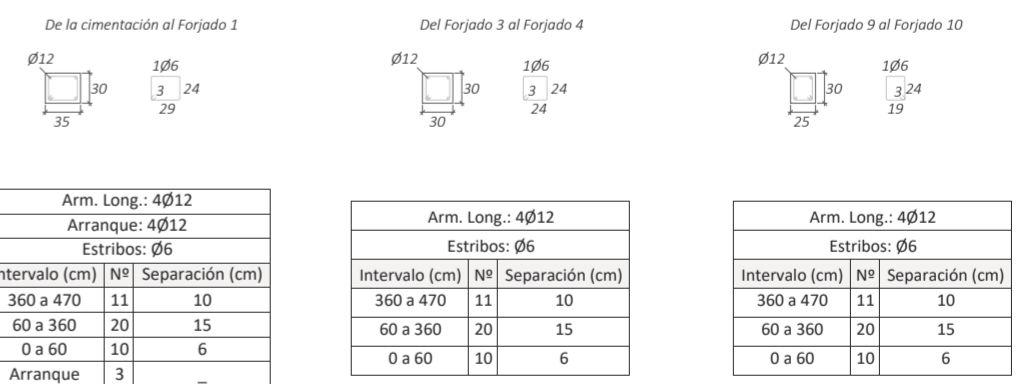 De la cimentación al Forjado 1
Ø12
30
35
1Ø6
3
24
29
Arm. Long.: 4Ø12
Arranque: 4Ø12
Estribos: Ø6
ntervalo (cm) Nº Separación (cm)
360 a 470 11 10
60 a 360 20 15
0 a 60 10 6
Arranque 3 _
Del Forjado 3 al Forjado 4
Ø12
30
30
1Ø6
3
24
24
Arm. Long.: 4Ø12
Estribos: Ø6
Intervalo (cm) Nº Separación (cm)
360 a 470 11 10
60 a 360 20 15
0 a 60 10 6
Del Forjado 9 al Forjado 10
Ø12
30
25
1Ø6
3
24
19
Arm. Long.: 4Ø12
Estribos: Ø6
Intervalo (cm) Nº Separación (cm)
360 a 470 11 10
60 a 360 20 15
0 a 60 10 6